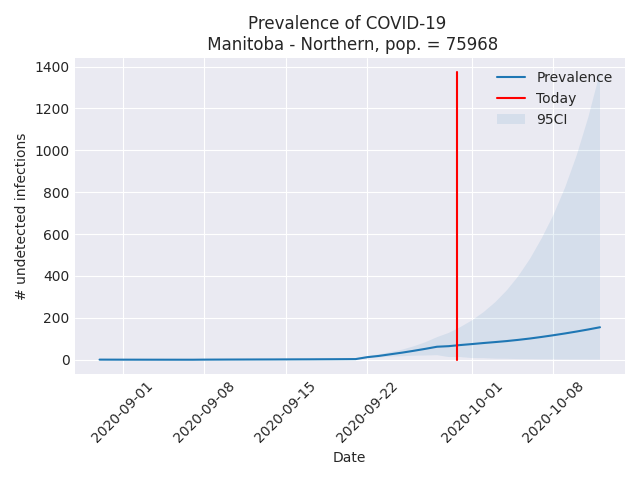 Prevalence of COVID-19
Manitoba - Northern, pop. = 75968
1400
1200
1000
800
600
400
200
0
# undetected infections
Prevalence
Today
95CI
2020-09-01
2020-09-08
2020-09-15
2020-09-22
2020-10-01
2020-10-08
Date